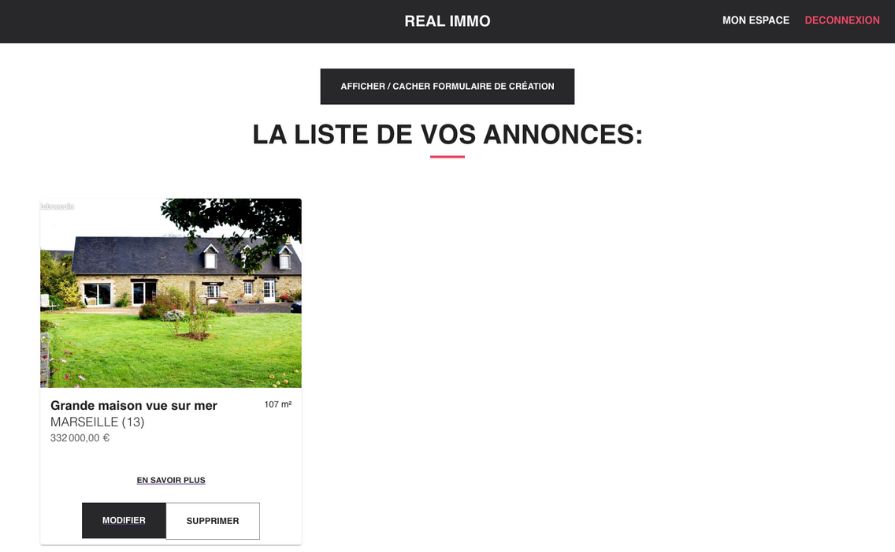 REAL IMMO
MON ESPACE DECONNEXION
AFFICHER / CACHER FORMULAIRE DE CRÉATION
LA LISTE DE VOS ANNONCES:
Grande maison vue sur mer 107 m²
MARSEILLE (13)
332 000,00 €
EN SAVOIR PLUS
MODIFIER SUPPRIMER